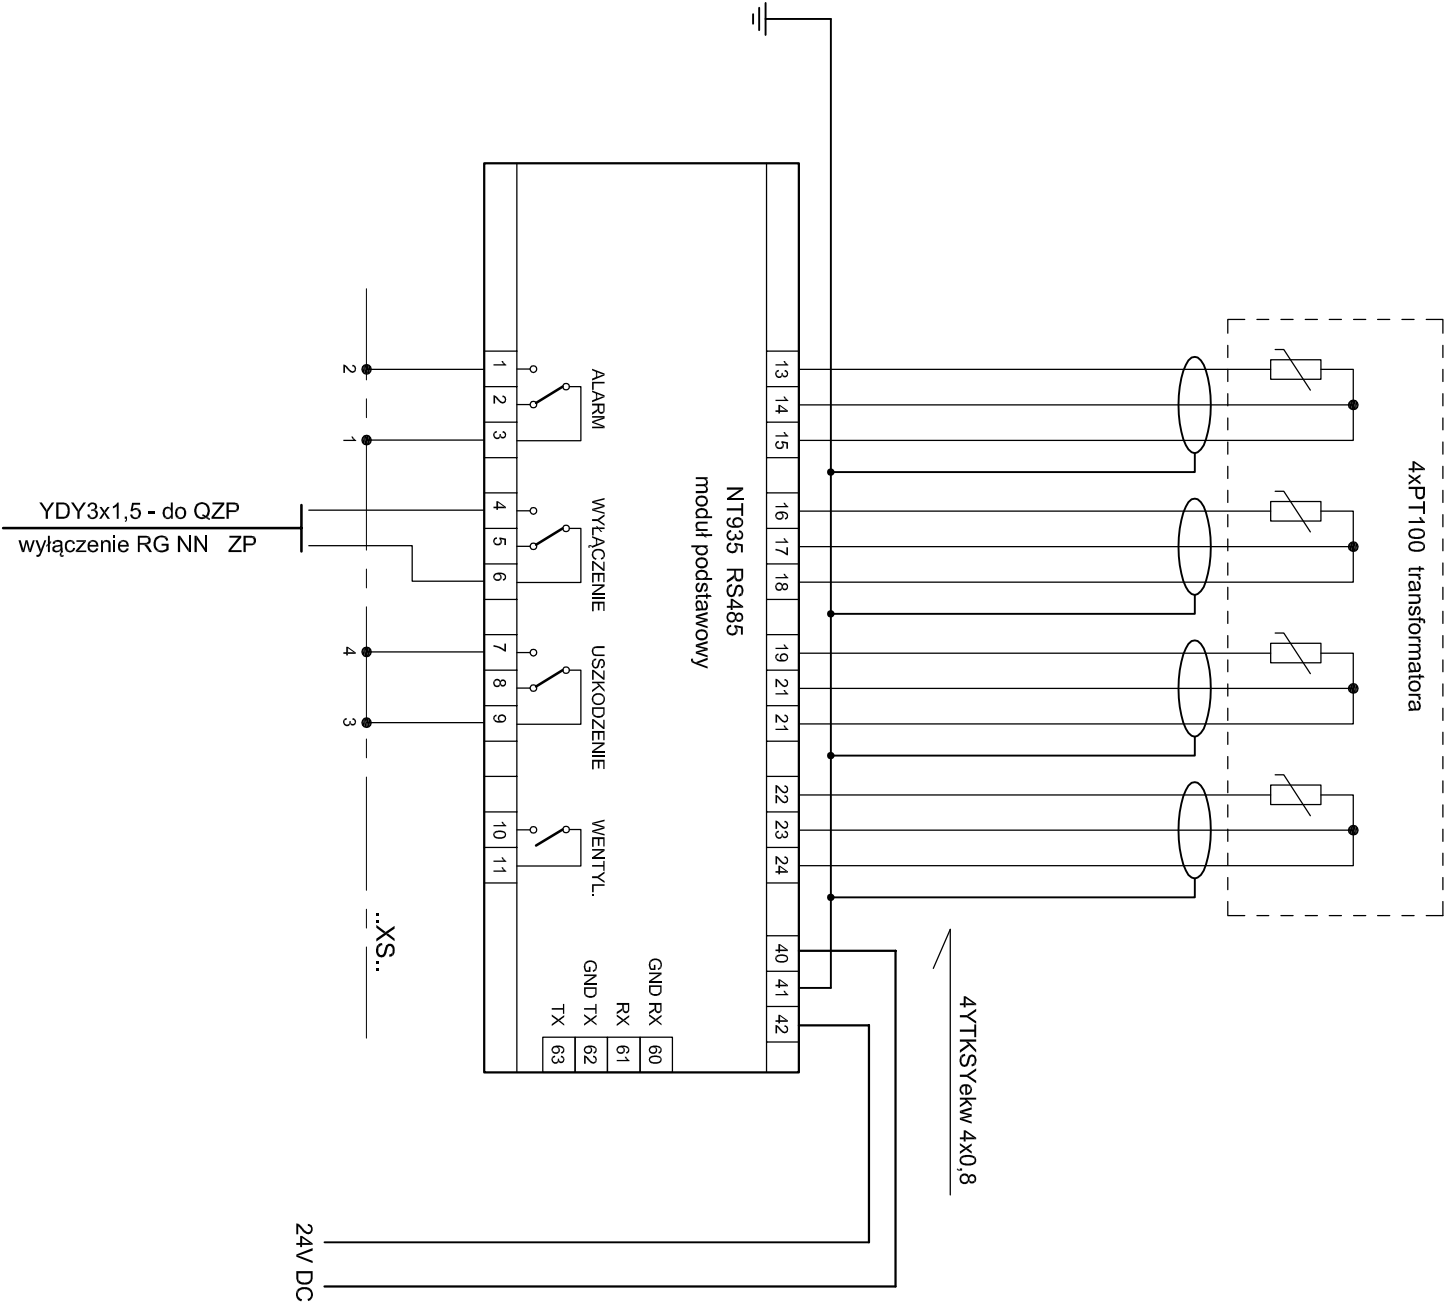 4xPT100 transformatora
4YTKSYekw 4x0,8
13
14
15
16
17
18
19
21
21
22
23
24
40
41
42
NT935 RS485
moduł podstawowy
GND RX
RX
GND TX
TX
60
61
62
63
ALARM
WYŁĄCZENIE
USZKODZENIE
WENTYL.
1
2
3
4
5
6
7
8
9
10
11
2
1
4
3
..XS..
YDY3x1,5 - do QZP
wyłączenie RG NN ZP
24V DC